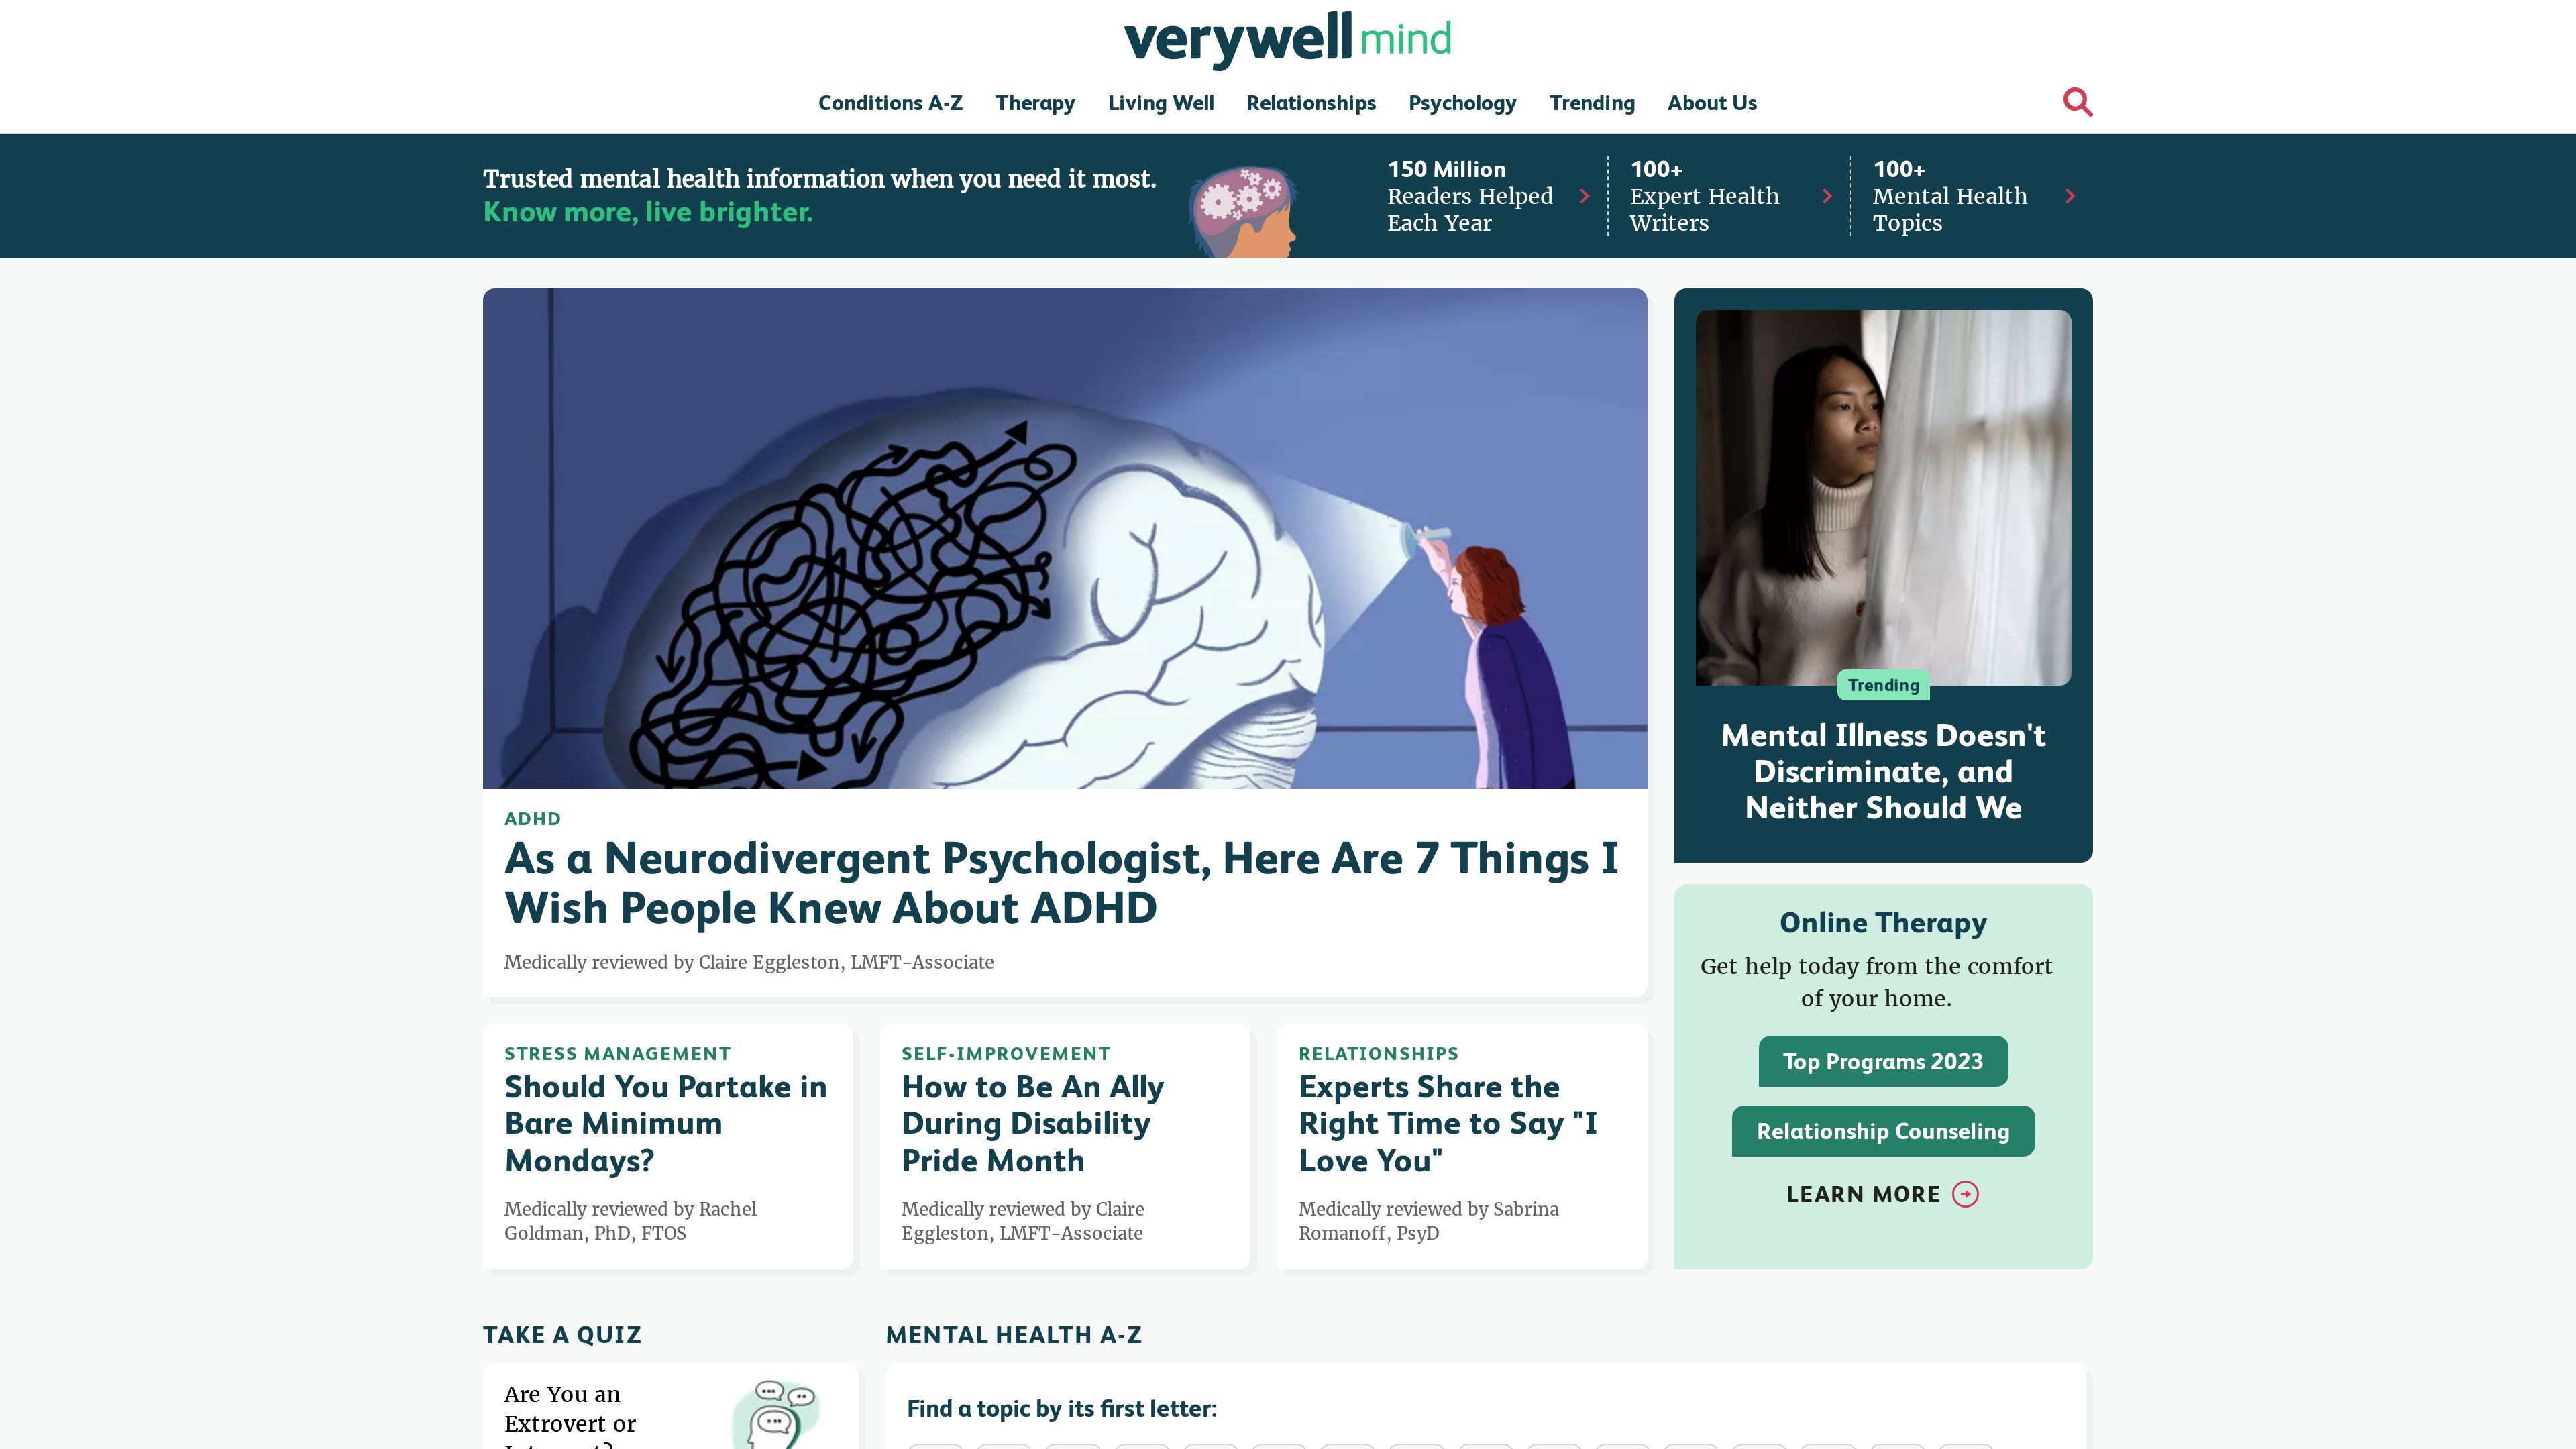 verywell mind
Conditions A-Z Therapy Living Well Relationships Psychology Trending About Us
Trusted mental health information when you need it most.
Know more, live brighter.
150 Million
Readers Helped
Each Year
100+
Expert Health
Writers
100+
Mental Health
Topics
ADHD
As a Neurodivergent Psychologist, Here Are 7 Things I
Wish People Knew About ADHD
Medically reviewed by Claire Eggleston, LMFT-Associate
Trending
Mental Illness Doesn't
Discriminate, and
Neither Should We
STRESS MANAGEMENT
Should You Partake in
Bare Minimum
Mondays?
Medically reviewed by Rachel
Goldman, PhD, FTOS
SELF-IMPROVEMENT
How to Be An Ally
During Disability
Pride Month
Medically reviewed by Claire
Eggleston, LMFT-Associate
RELATIONSHIPS
Experts Share the
Right Time to Say "I
Love You"
Medically reviewed by Sabrina
Romanoff, PsyD
Online Therapy
Get help today from the comfort
of your home.
Top Programs 2023
Relationship Counseling
LEARN MORE
TAKE A QUIZ
Are You an
Extrovert or
MENTAL HEALTH A-Z
Find a topic by its first letter: